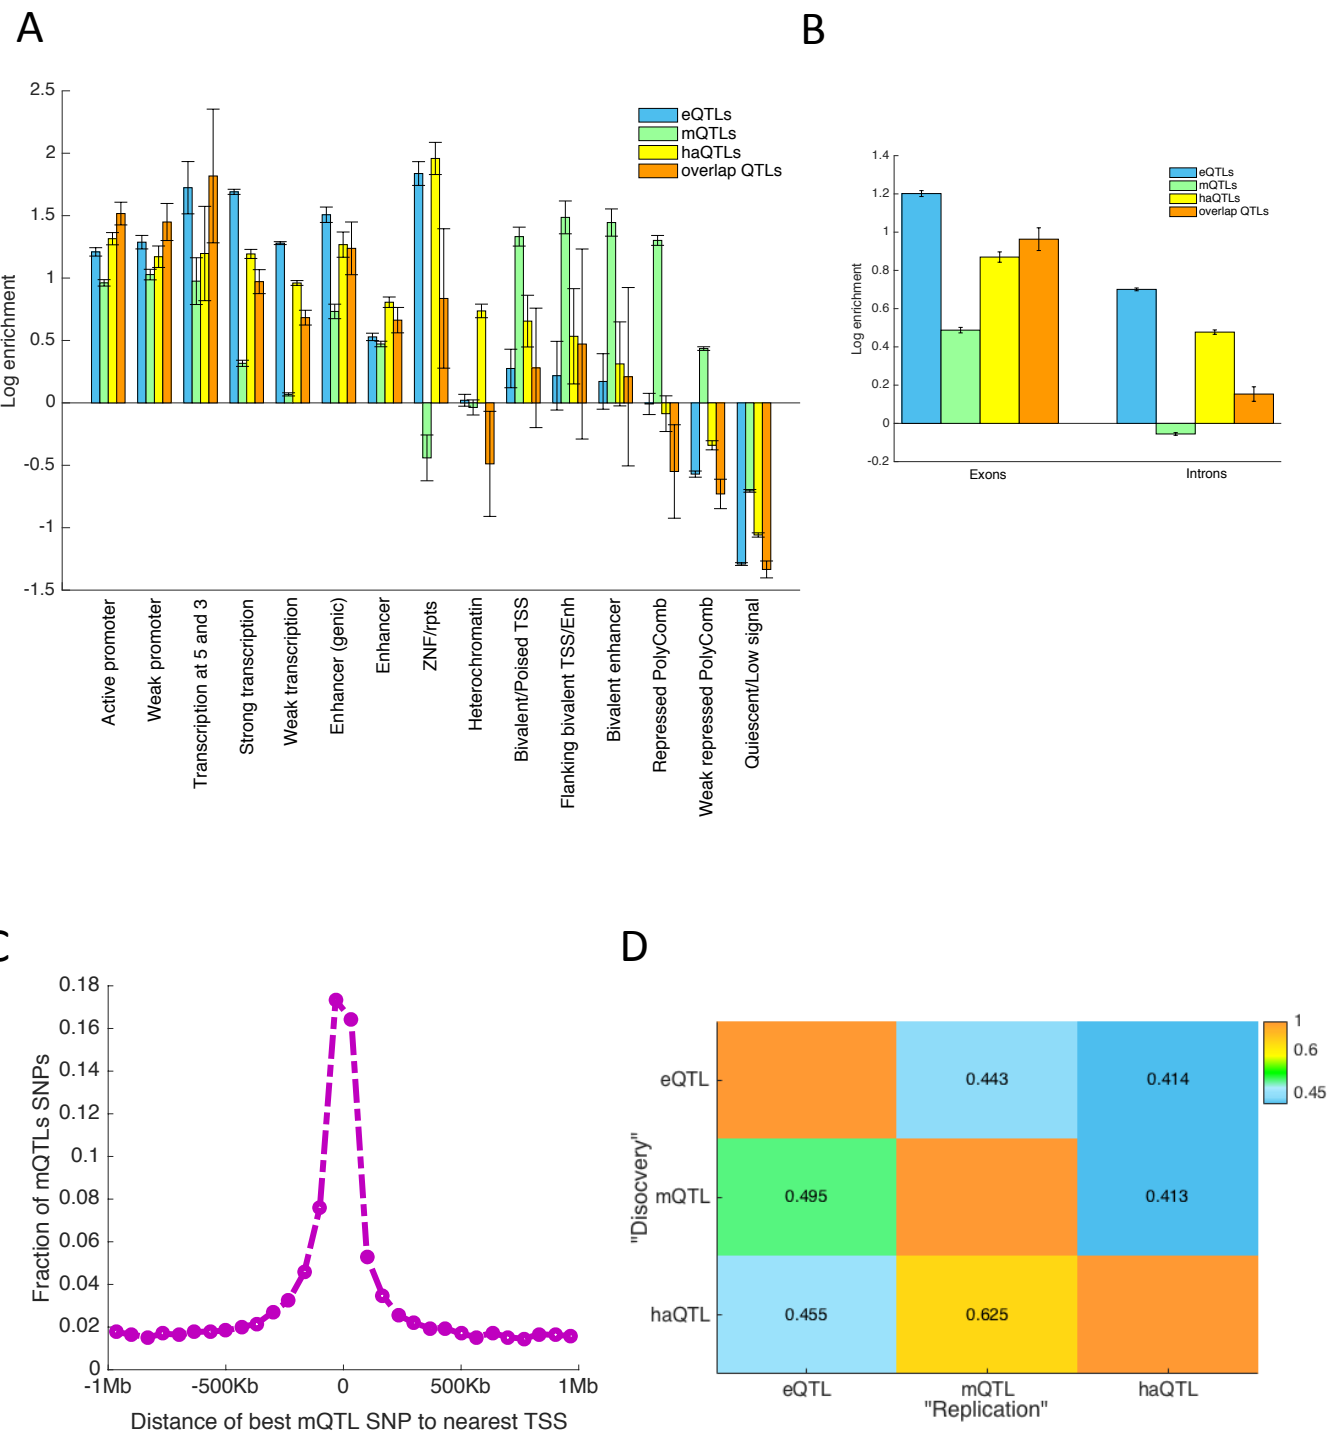 A
2.5
2
1.5
1
0.5
0
-0.5
-1
-1.5
Log enrichment
eQTLs
mQTLs
haQTLs
overlap QTLs
Active promoter
Weak promoter
Transcription at 5 and 3
Strong transcription
Weak transcription
Enhancer (genic)
Enhancer
ZNF/rpts
Heterochromatin
Bivalent/Poised TSS
Flanking bivalent TSS/Enh
Bivalent enhancer
Repressed PolyComb
Weak repressed PolyComb
Quiescent/Low signal
B
1.4
1.2
1
0.8
0.6
0.4
0.2
0
-0.2
Log enrichment
eQTLs
mQTLs
haQTLs
overlap QTLs
Exons
Introns
C
0.18
0.16
0.14
0.12
0.1
0.08
0.06
0.04
0.02
0
Fraction of mQTLs SNPs
-1Mb
-500Kb
0
500Kb
1Mb
Distance of best mQTL SNP to nearest TSS
D
"Disocvery"
eQTL
0.443
0.414
mQTL
0.495
0.413
haQTL
0.455
0.625
eQTL
mQTL
haQTL
"Replication"
1
0.6
0.45